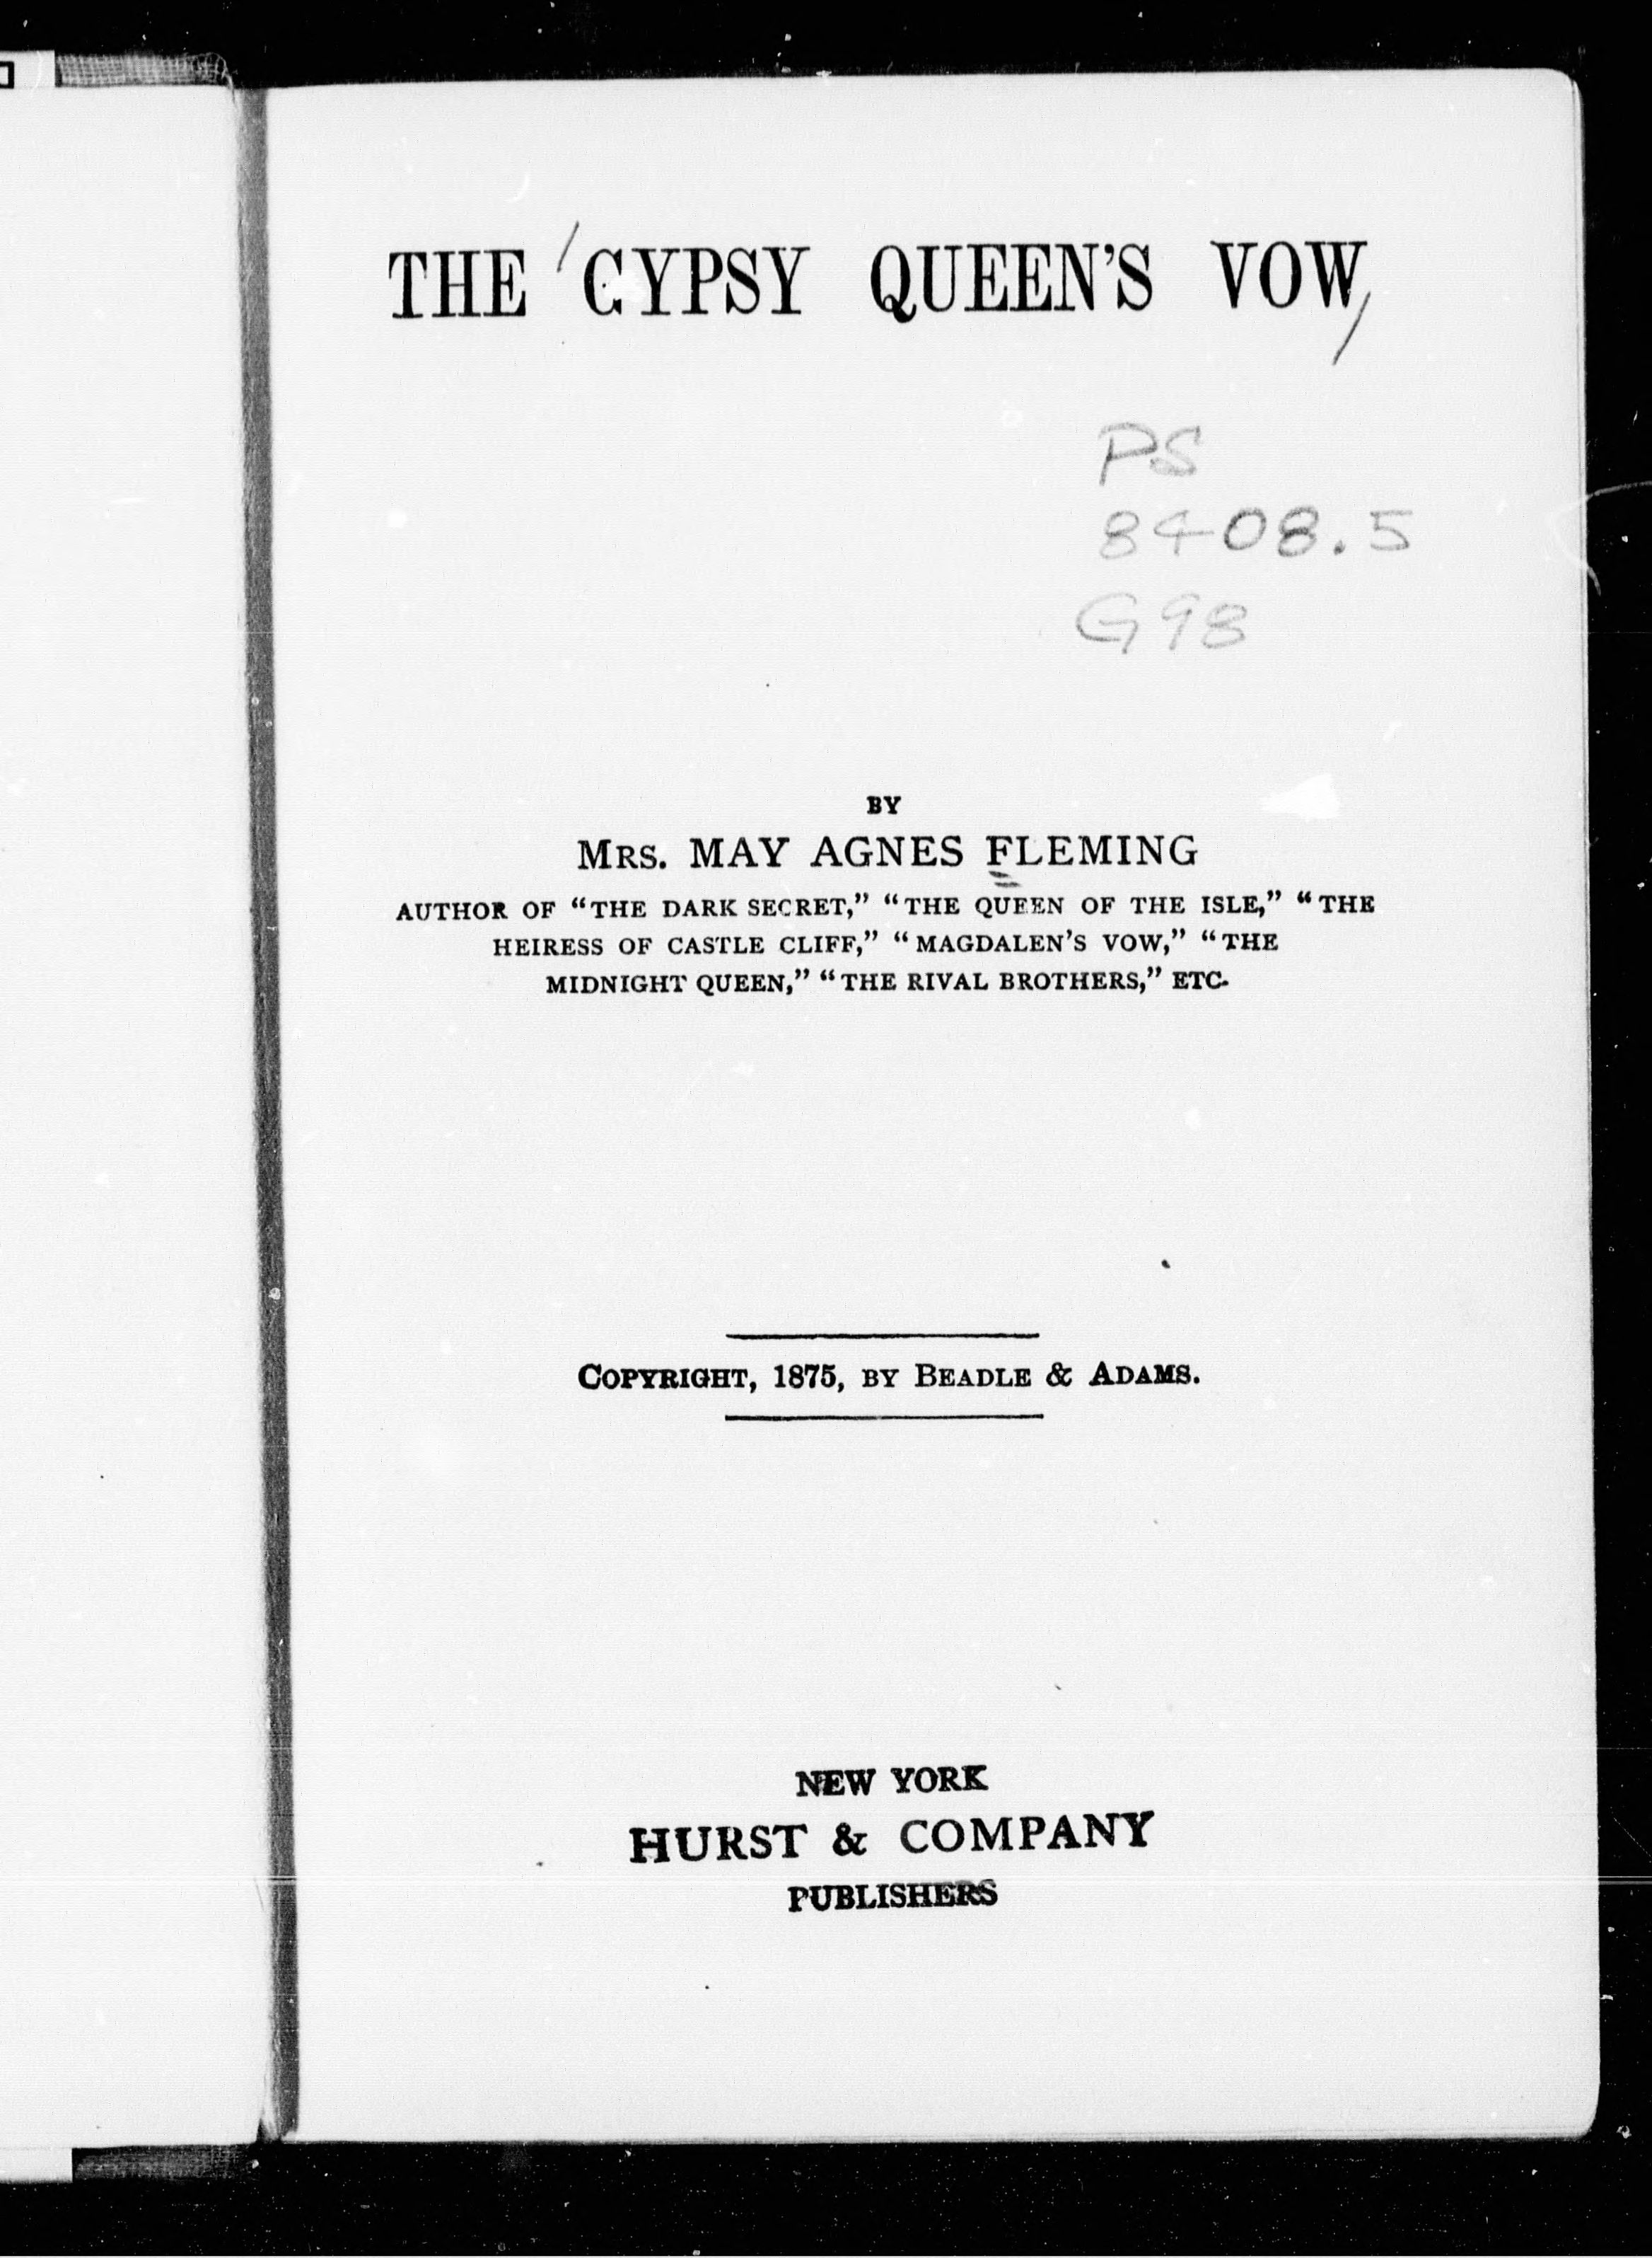 THE GYPSY QUEEN'S VOW
PS
8408.5
G98
BY
MRS. MAY AGNES FLEMING
AUTHOR OF “THE DARK SECRET,” “THE QUEEN OF THE ISLE,” “THE
HEIRESS OF CASTLE CLIFF,” “MAGDALEN'S VOW,” “THE
MIDNIGHT QUEEN,” “THE RIVAL BROTHERS,” ETC.
COPYRIGHT, 1875, BY BEADLE & ADAMS.
NEW YORK
HURST & COMPANY
PUBLISHERS